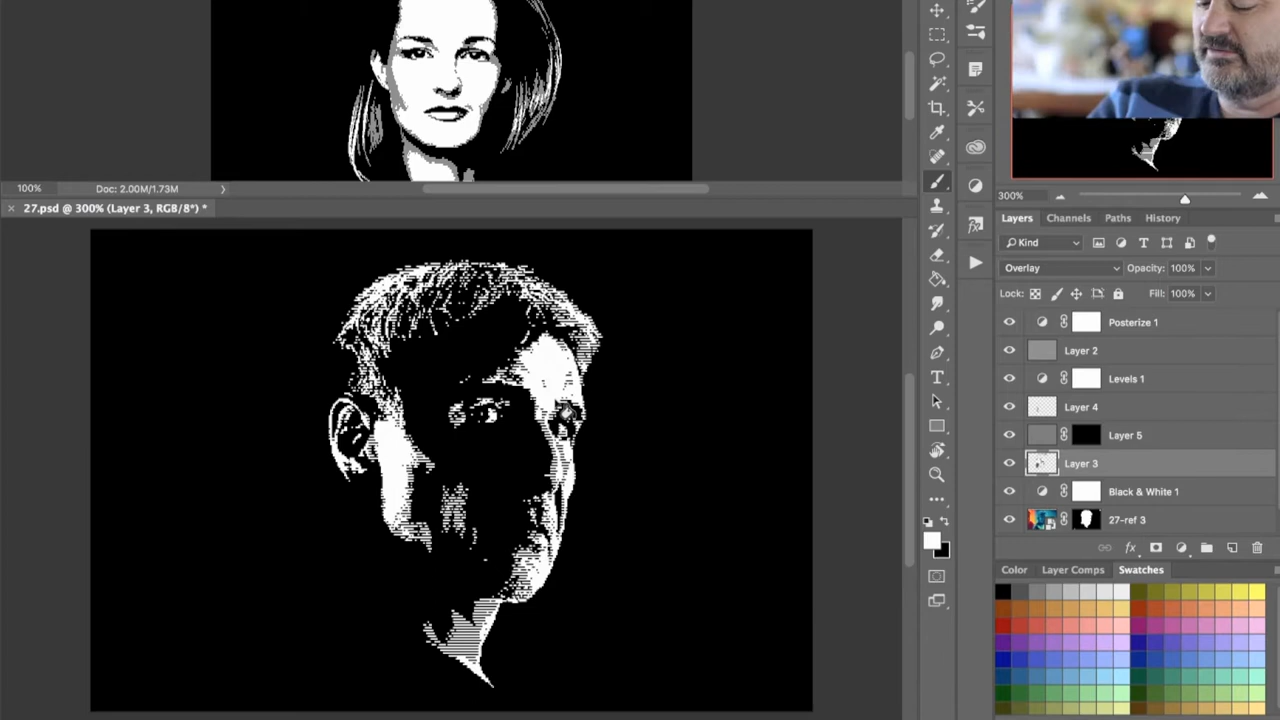 100% Doc: 2.00M/1.73M
27.psd @ 300% (Layer 3, RGB/8*) *
300%
Layers Channels Paths History
Kind
Overlay Opacity: 100%
Lock: Fill: 100%
Posterize 1
Layer 2
Levels 1
Layer 4
Layer 5
Layer 3
Black & White 1
27-ref 3
fx
Color Layer Comps Swatches